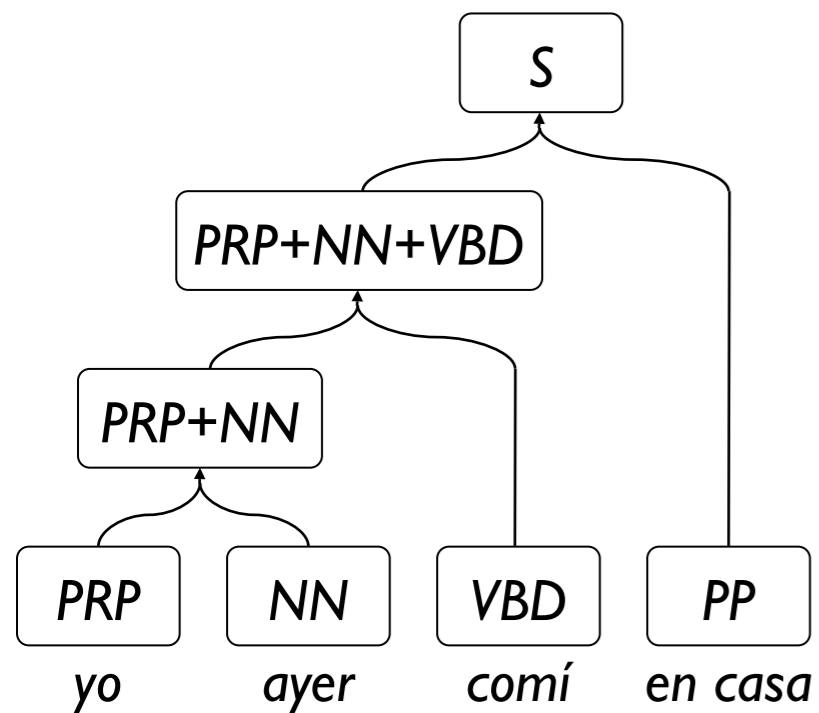 S
PRP+NN+VBD
PRP+NN
PRP NN VBD PP
yo ayer comí en casa